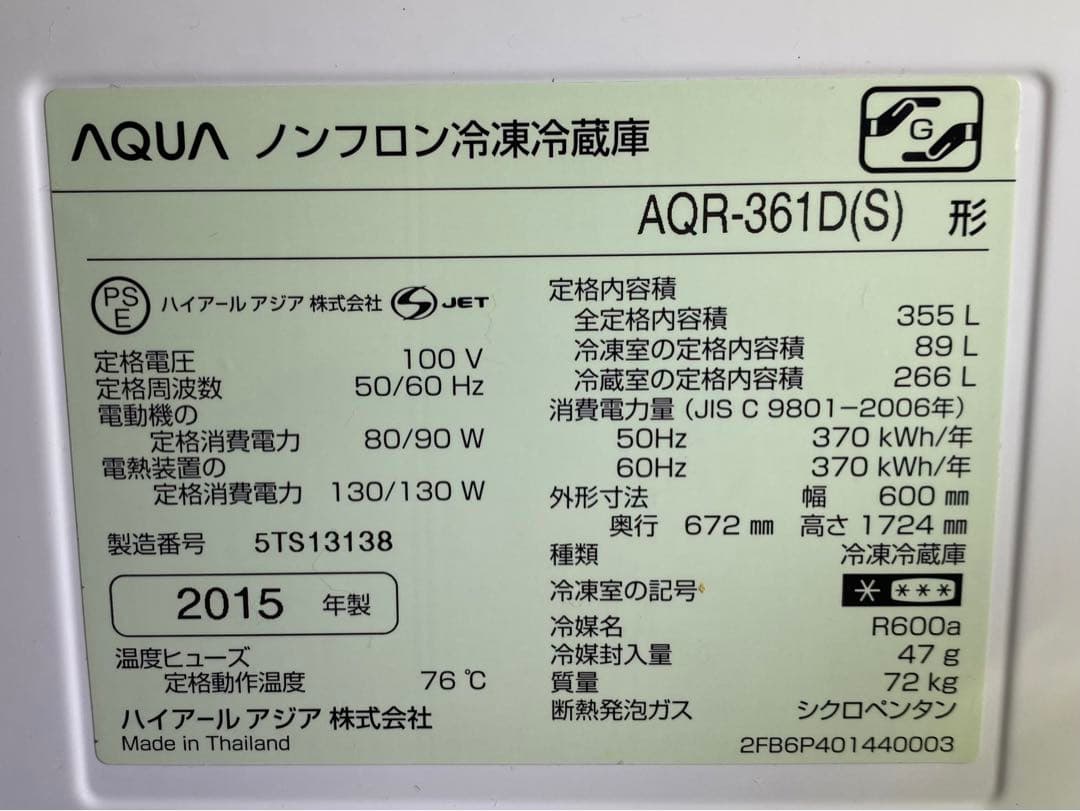 AQUA ノンフロン冷凍冷蔵庫
G
AQR-361D(S) 形
PS
E
ハイアール アジア 株式会社 S JET
定格電圧 100 V
定格周波数 50/60 Hz
電動機の
定格消費電力 80/90 W
電熱装置の
定格消費電力 130/130 W
製造番号 5TS13138
2015 年製
温度ヒューズ
定格動作温度 76 ℃
ハイアール アジア 株式会社
Made in Thailand
定格内容積
全定格内容積 355 L
冷凍室の定格内容積 89 L
冷蔵室の定格内容積 266 L
消費電力量 (JIS C 9801-2006年)
50Hz 370 kWh/年
60Hz 370 kWh/年
外形寸法 幅 600 ㎜
奥行 672 ㎜ 高さ 1724 ㎜
種類 冷凍冷蔵庫
冷凍室の記号 * ***
冷媒名 R600a
冷媒封入量 47 g
質量 72 kg
断熱発泡ガス シクロペンタン
2FB6P401440003